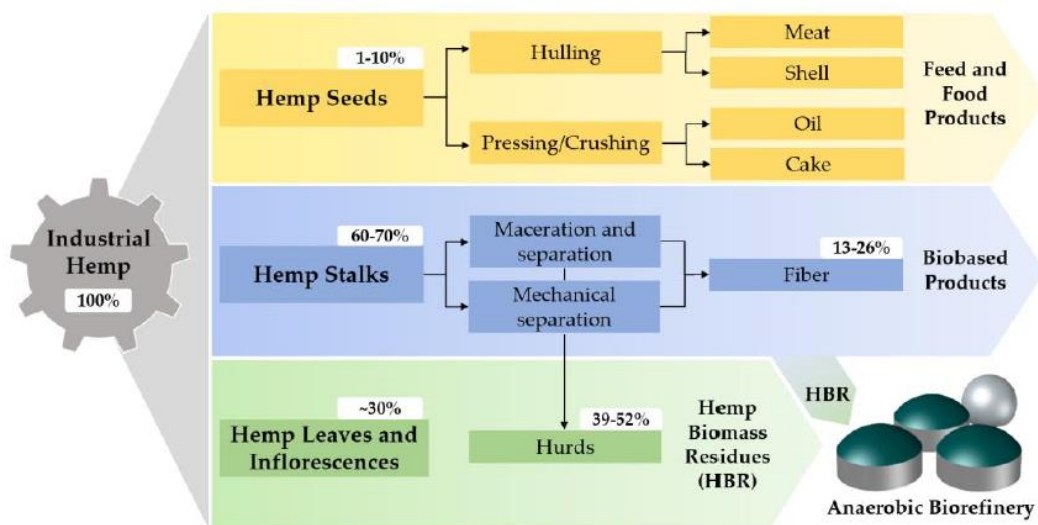 Industrial
Hemp
100%
1-10%
Hemp Seeds
Hulling
Meat
Shell
Pressing/Crushing
Oil
Cake
Feed and
Food
Products
60-70%
Hemp Stalks
Maceration and
separation
Mechanical
separation
13-26%
Fiber
Biobased
Products
~30%
Hemp Leaves and
Inflorescences
39-52%
Hurds
Hemp
Biomass
Residues
(HBR)
HBR
Anaerobic Biorefinery